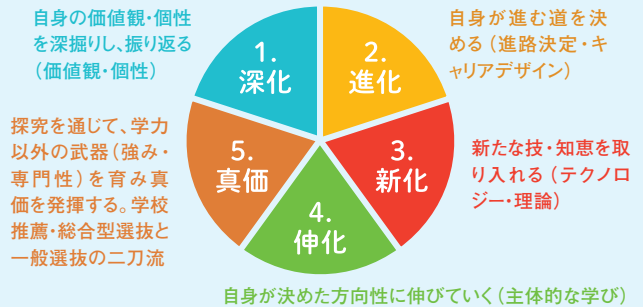 自身の価値観・個性
を深掘りし、振り返る
（価値観・個性）
1.
深化
2.
進化
自身が進む道を決
める（進路決定・キ
ャリアデザイン）
3.
新化
新たな技・知恵を取
り入れる（テクノロ
ジー・理論）
4.
伸化
自身が決めた方向性に伸びていく（主体的な学び）
5.
真価
探究を通じて、学力
以外の武器（強み・
専門性）を育み真
価を発揮する。学校
推薦・総合型選抜と
一般選抜の二刀流